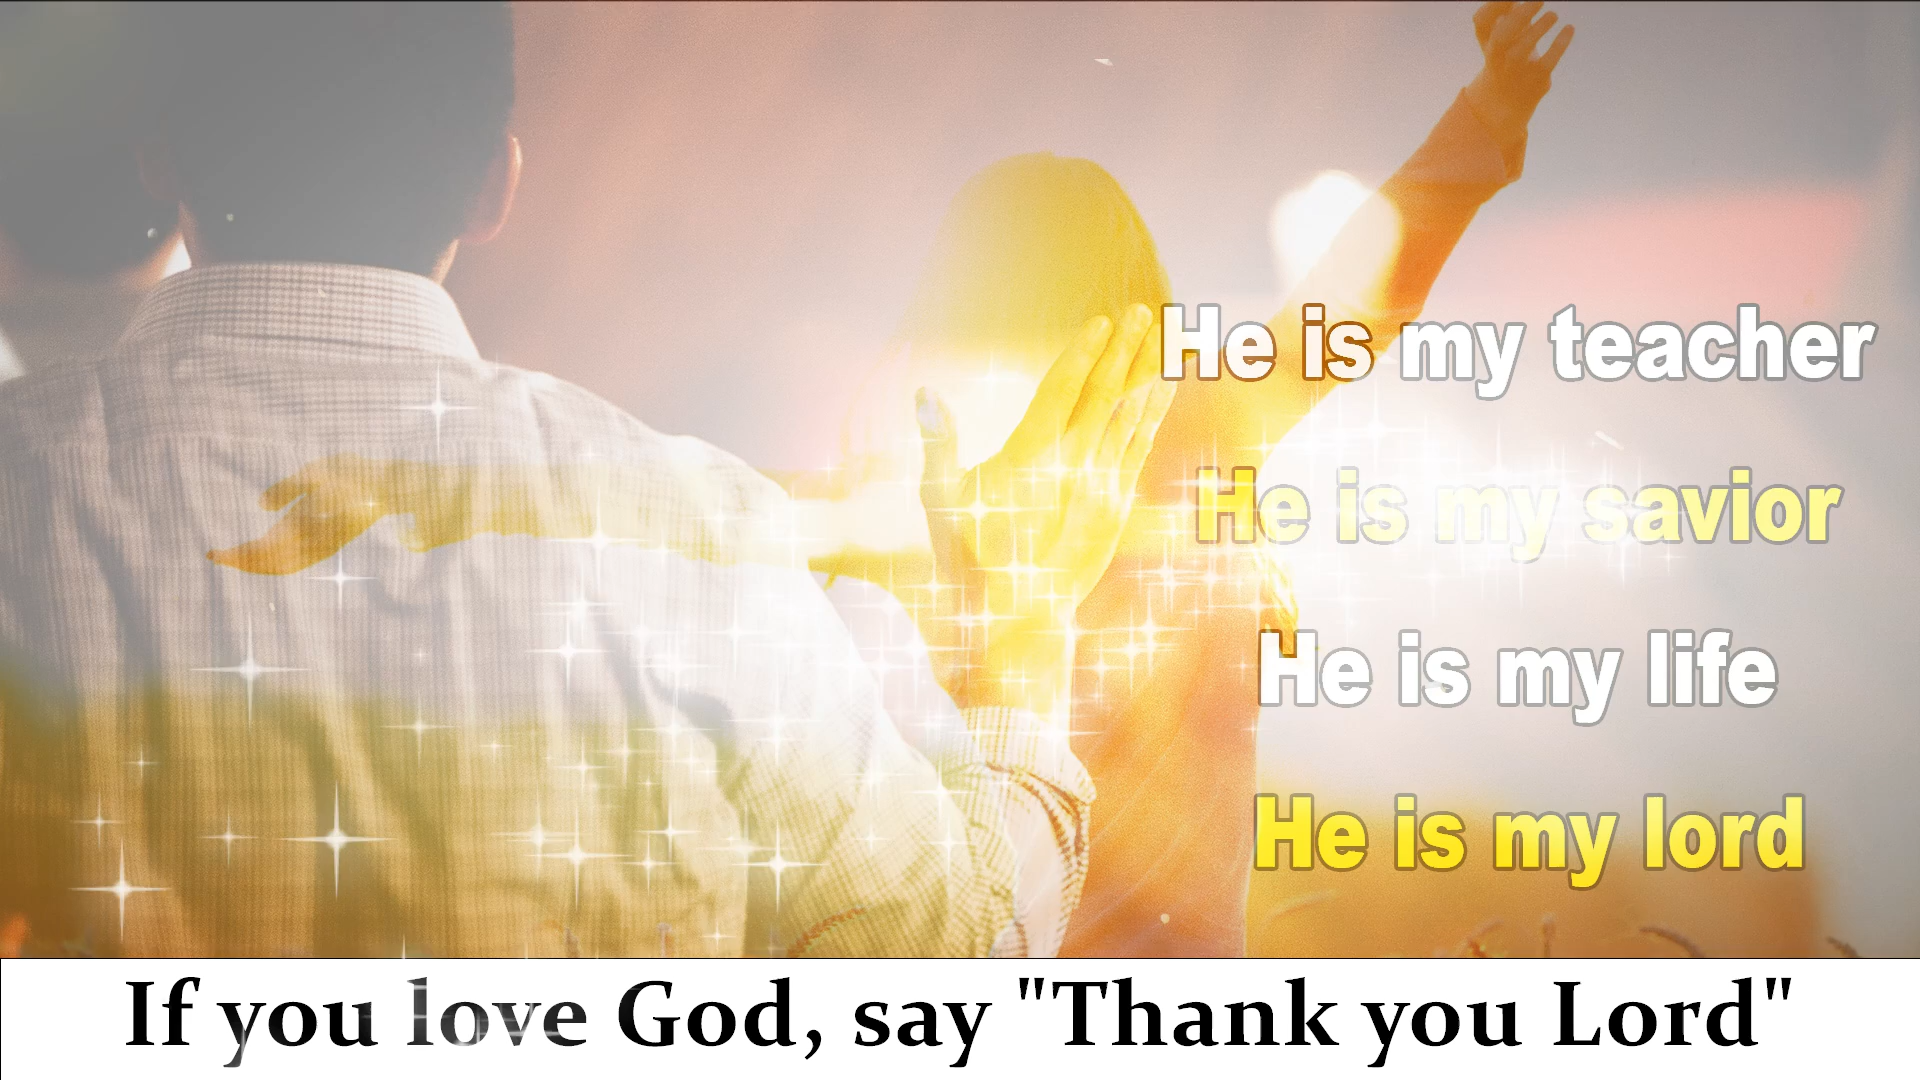 He is my teacher
He is my savior
He is my life
He is my lord
If you love God, say "Thank you Lord"